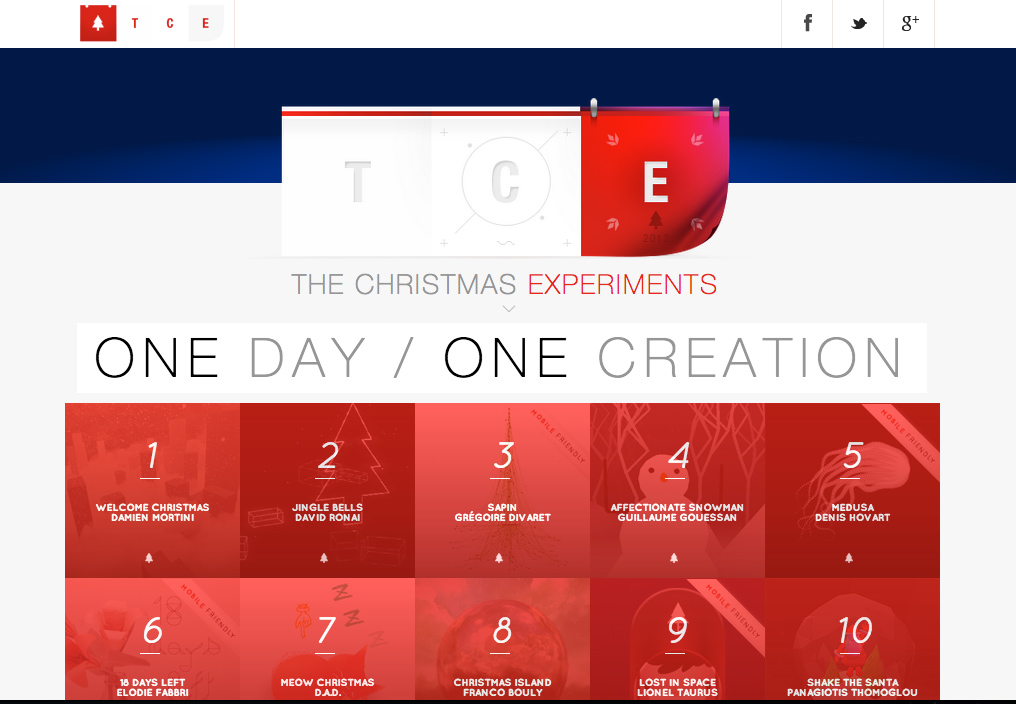 T C E
f g+
T C E
2012
THE CHRISTMAS EXPERIMENTS
ONE DAY / ONE CREATION
1
WELCOME CHRISTMAS
DAMIEN MORTINI
2
JINGLE BELLS
DAVID RONAI
MOBILE FRIENDLY
3
SAPIN
GRÉGOIRE DIVARET
4
AFFECTIONATE SNOWMAN
GUILLAUME GOUESSAN
MOBILE FRIENDLY
5
MEDUSA
DENIS HOVART
MOBILE FRIENDLY
6
18 DAYS LEFT
ELODIE FABBRI
Z
Z
Z
7
MEOW CHRISTMAS
D.A.D.
8
CHRISTMAS ISLAND
FRANCO BOULY
MOBILE FRIENDLY
9
LOST IN SPACE
LIONEL TAURUS
10
SHAKE THE SANTA
PANAGIOTIS THOMOGLOU